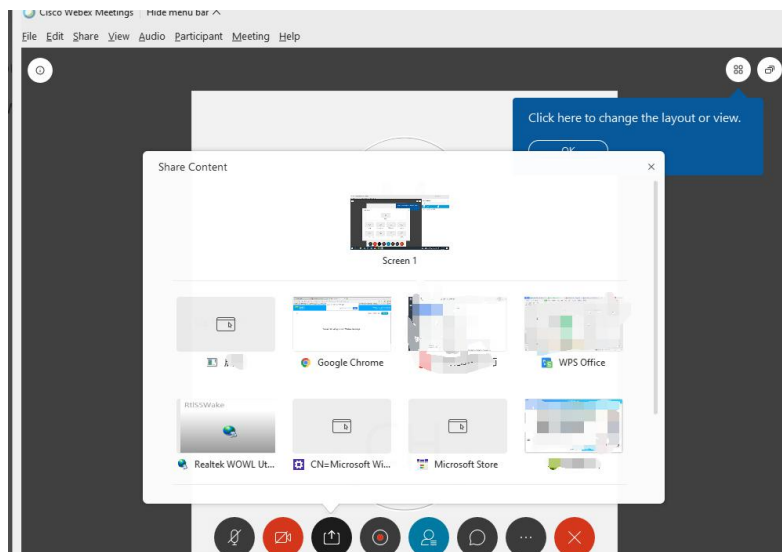 Cisco Webex Meetings Hide menu bar ^
File Edit Share View Audio Participant Meeting Help
Click here to change the layout or view.
OK
Share Content
Screen 1
Google Chrome
WPS Office
RtlS5Wake
Realtek WOWL Ut...
CN=Microsoft Wi...
Microsoft Store